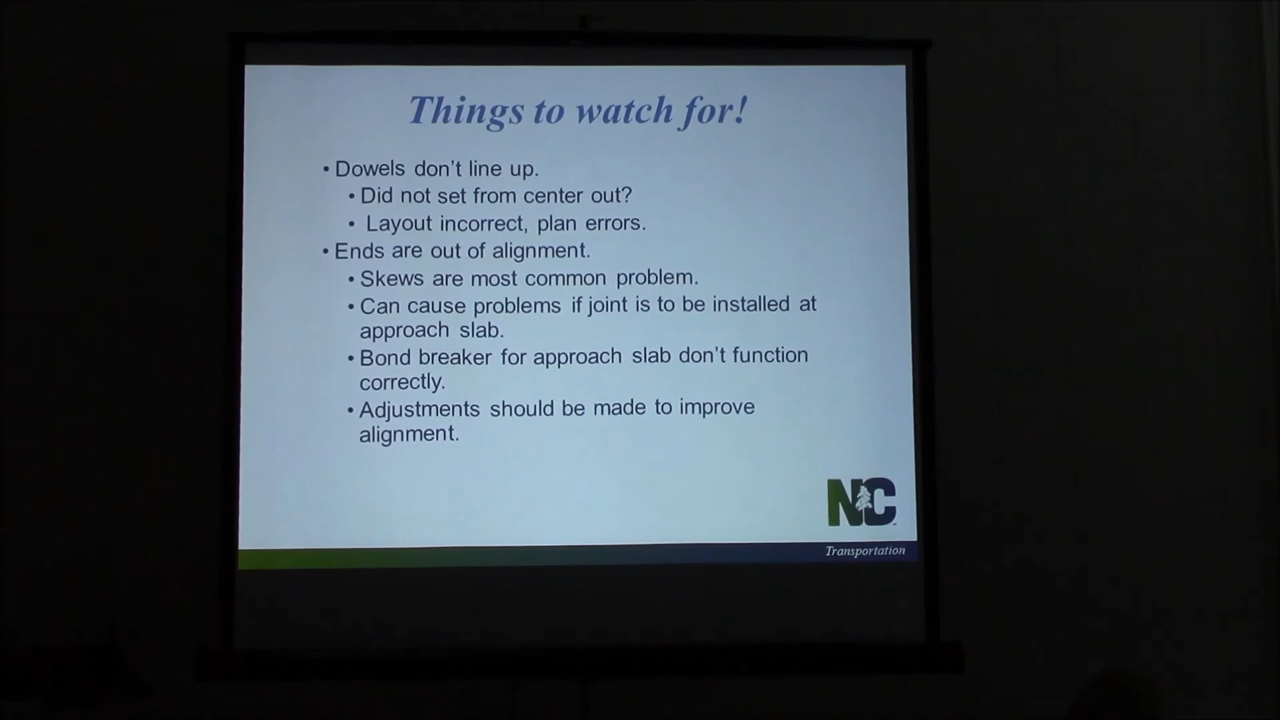 Things to watch for!
• Dowels don't line up.
• Did not set from center out?
• Layout incorrect, plan errors.
• Ends are out of alignment.
• Skews are most common problem.
• Can cause problems if joint is to be installed at
approach slab.
• Bond breaker for approach slab don't function
correctly.
• Adjustments should be made to improve
alignment.
NC
Transportation